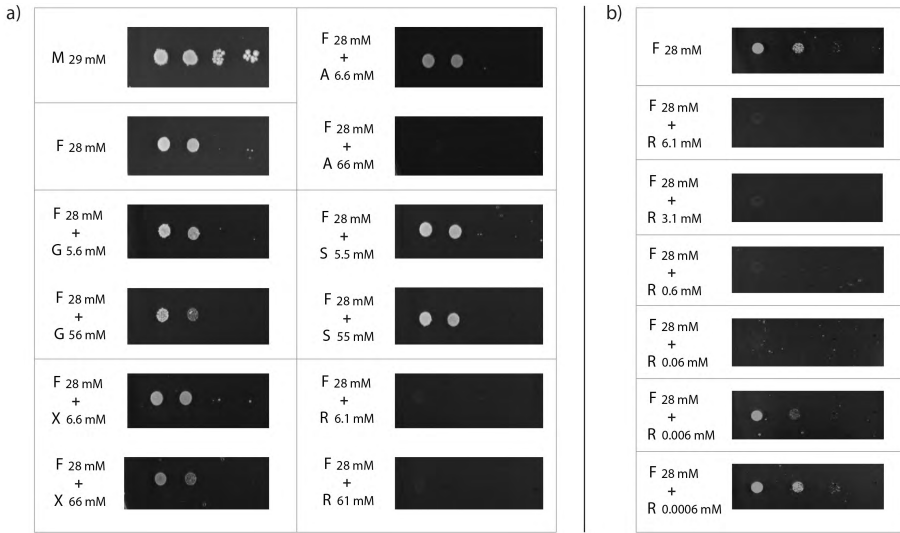 a)
M 29 mM
F 28 mM
F 28 mM
+
G 5.6 mM
F 28 mM
+
G 56 mM
F 28 mM
+
X 6.6 mM
F 28 mM
+
X 66 mM
F 28 mM
+
A 6.6 mM
F 28 mM
+
A 66 mM
F 28 mM
+
S 5.5 mM
F 28 mM
+
S 55 mM
F 28 mM
+
R 6.1 mM
F 28 mM
+
R 61 mM
b)
F 28 mM
F 28 mM
+
R 6.1 mM
F 28 mM
+
R 3.1 mM
F 28 mM
+
R 0.6 mM
F 28 mM
+
R 0.06 mM
F 28 mM
+
R 0.006 mM
F 28 mM
+
R 0.0006 mM